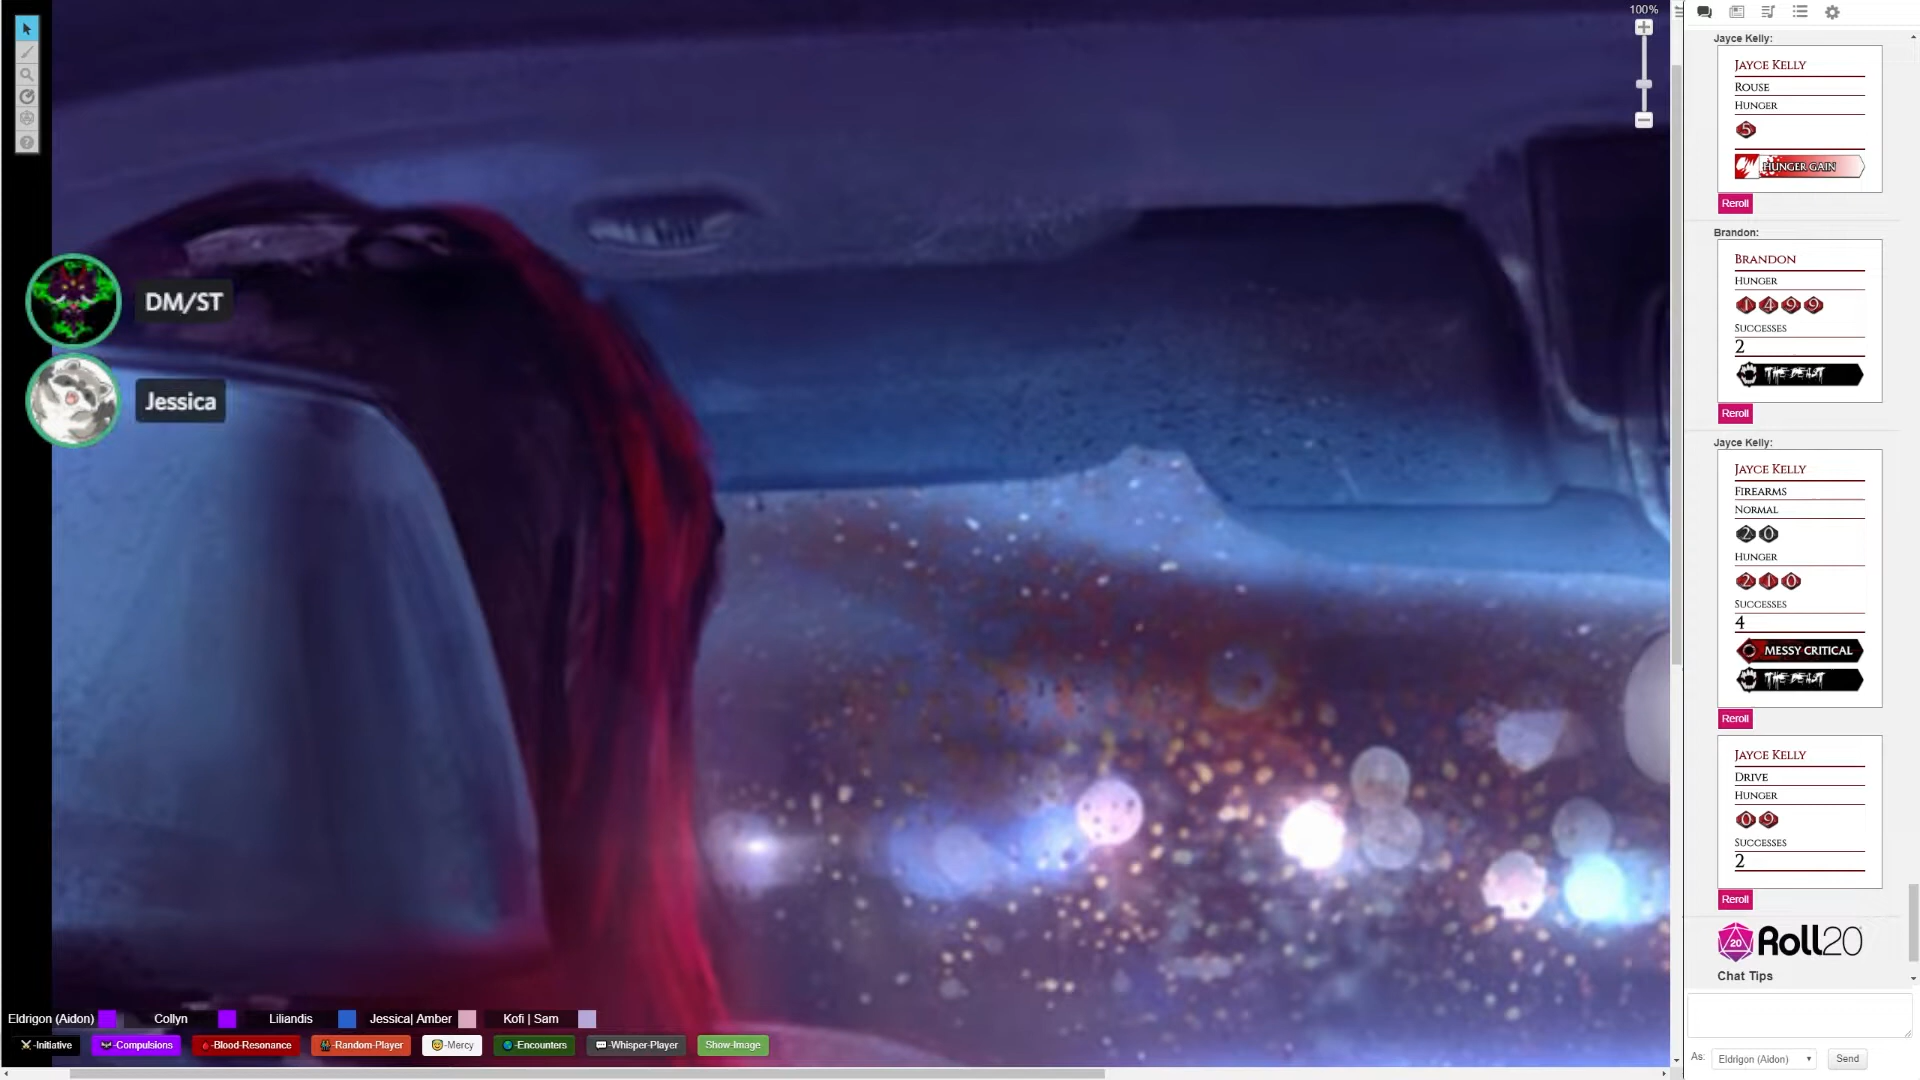 100%
DM/ST
Jessica
Eldrigon (Aidon)
Collyn
Liliandis
Jessica| Amber
Kofi | Sam
-Initiative
-Compulsions
-Blood-Resonance
-Random-Player
-Mercy
-Encounters
-Whisper-Player
Show-Image
Jayce Kelly:
Jayce Kelly
Rouse
Hunger
5
HUNGER GAIN
Reroll
Brandon:
Brandon
Hunger
1 4 9 9
Successes
2
THE BEAST
Reroll
Jayce Kelly:
Jayce Kelly
Firearms
Normal
2 0
Hunger
2 1 0
Successes
4
MESSY CRITICAL
THE BEAST
Reroll
Jayce Kelly
Drive
Hunger
0 9
Successes
2
Reroll
20 Roll20
Chat Tips
As: Eldrigon (Aidon) Send